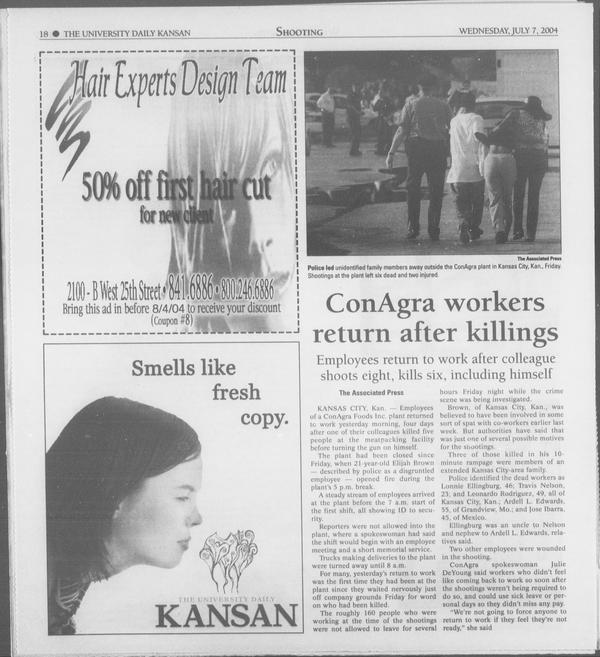 18 ● THE UNIVERSITY DAILY KANSAN
SHOOTING
WEDNESDAY, JULY 7, 2004
Hair Experts Design Team
50% off first hair cut
for new client
2100 - B West 25th Street • 841.6886 • 800.246.6886
Bring this ad in before 8/4/04 to receive your discount
(Coupon #8)
Smells like
fresh
copy.
THE UNIVERSITY DAILY
KANSAN
The Associated Press
Police led unidentified family members away outside the ConAgra plant in Kansas City, Kan., Friday.
Shootings at the plant left six dead and two injured.
ConAgra workers
return after killings
Employees return to work after colleague
shoots eight, kills six, including himself
The Associated Press
KANSAS CITY, Kan. — Employees
of a ConAgra Foods Inc. plant returned
to work yesterday morning, four days
after one of their colleagues killed five
people at the meatpacking facility
before turning the gun on himself.
The plant had been closed since
Friday, when 21-year-old Elijah Brown
— described by police as a disgruntled
employee — opened fire during the
plant's 5 p.m. break.
A steady stream of employees arrived
at the plant before the 7 a.m. start of
the first shift, all showing ID to secu-
rity.
Reporters were not allowed into the
plant, where a spokeswoman had said
the shift would begin with an employee
meeting and a short memorial service.
Trucks making deliveries to the plant
were turned away until 8 a.m.
For many, yesterday's return to work
was the first time they had been at the
plant since they waited nervously just
off company grounds Friday for word
on who had been killed.
The roughly 160 people who were
working at the time of the shootings
were not allowed to leave for several
hours Friday night while the crime
scene was being investigated.
Brown, of Kansas City, Kan., was
believed to have been involved in some
sort of spat with co-workers earlier last
week. But authorities have said that
was just one of several possible motives
for the shootings.
Three of those killed in his 10-
minute rampage were members of an
extended Kansas City-area family.
Police identified the dead workers as
Lonnie Ellingburg, 46; Travis Nelson,
23; and Leonardo Rodriguez, 49, all of
Kansas City, Kan.; Ardell L. Edwards,
55, of Grandview, Mo.; and Jose Ibarra,
45, of Mexico.
Ellingburg was an uncle to Nelson
and nephew to Ardell L. Edwards, rela-
tives said.
Two other employees were wounded
in the shooting.
ConAgra spokeswoman Julie
DeYoung said workers who didn't feel
like coming back to work so soon after
the shootings weren't being required to
do so, and could use sick leave or per-
sonal days so they didn't miss any pay.
"We're not going to force anyone to
return to work if they feel they're not
ready," she said